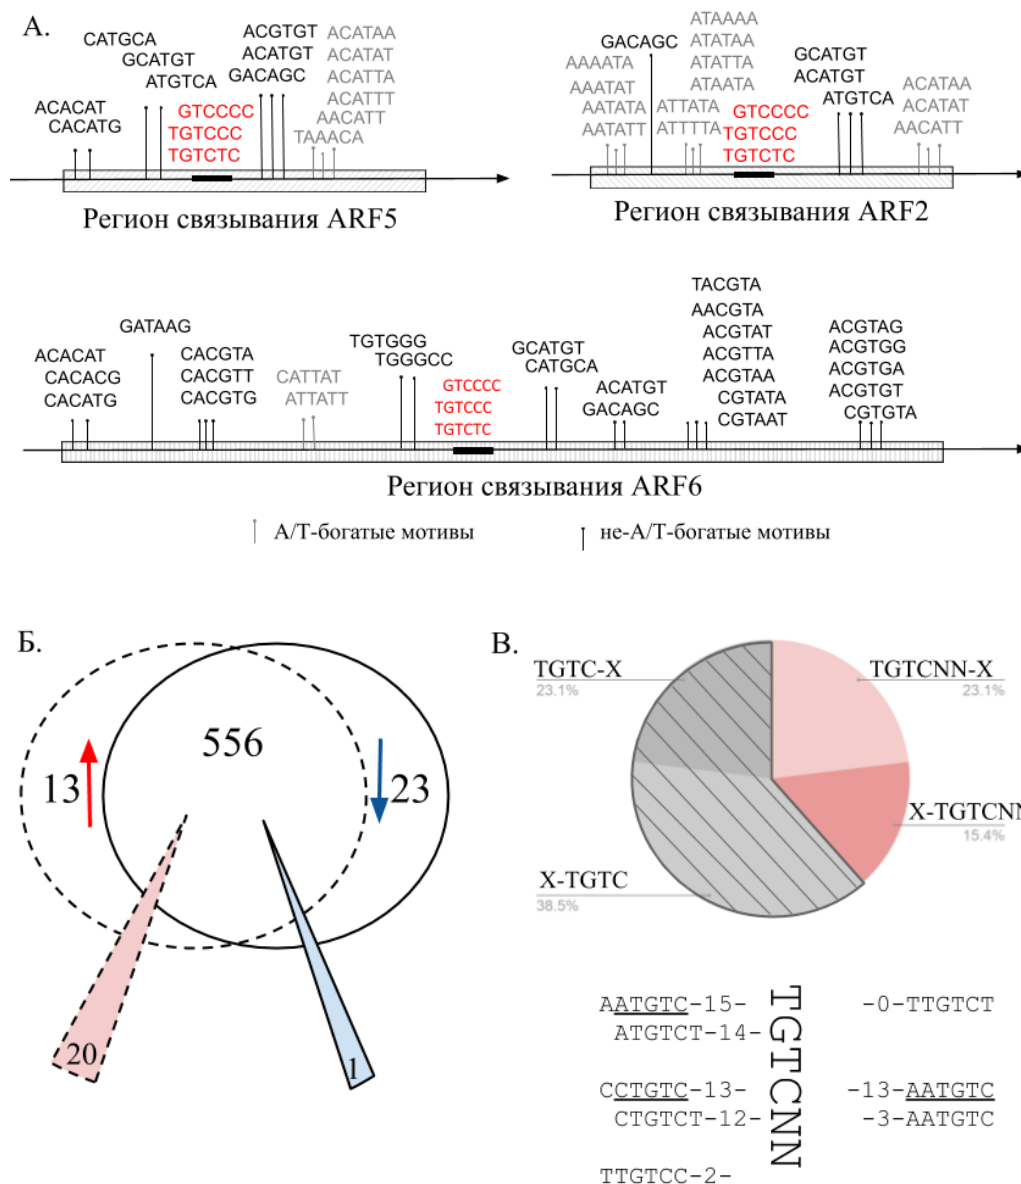 А.
CATGCA
GCATGT
ATGTCA
ACACAT
CACATG
GTCCCC
TGTCCC
TGTCTC
ACGTGT
ACATGT
GACAGC
ACATAA
ACATAT
ACATTA
ACATTT
AACATT
TAAACA
Регион связывания ARF5
AAAATA
AAATAT
AATATA
AATATT
GACAGC
ATAAAA
ATATAA
ATATTA
ATAATA
ATTATA
ATTTTA
GTCCCC
TGTCCC
TGTCTC
GCATGT
ACATGT
ATGTCA
ACATAA
ACATAT
AACATT
Регион связывания ARF2
ACACAT
CACACG
CACATG
GATAAG
CACGTA
CACGTT
CACGTG
CATTAT
ATTATT
TGTGGG
TGGGCC
GTCCCC
TGTCCC
TGTCTC
GCATGT
CATGCA
ACATGT
GACAGC
TACGTA
AACGTA
ACGTAT
ACGTTA
ACGTAA
CGTATA
CGTAAT
ACGTAG
ACGTGG
ACGTGA
ACGTGT
CGTGTA
Регион связывания ARF6
А/Т-богатые мотивы
не-А/Т-богатые мотивы
Б.
13
556
23
20
1
В.
TGTC-X
23.1%
TGTCNN-X
23.1%
X-TGTCNN
15.4%
X-TGTC
38.5%
AATGTC-15-
ATGTCT-14-
CCTGTC-13-
CTGTCT-12-
TTGTCC-2-
TGTCNN
-0-TTGTCT
-13-AATGTC
-3-AATGTC